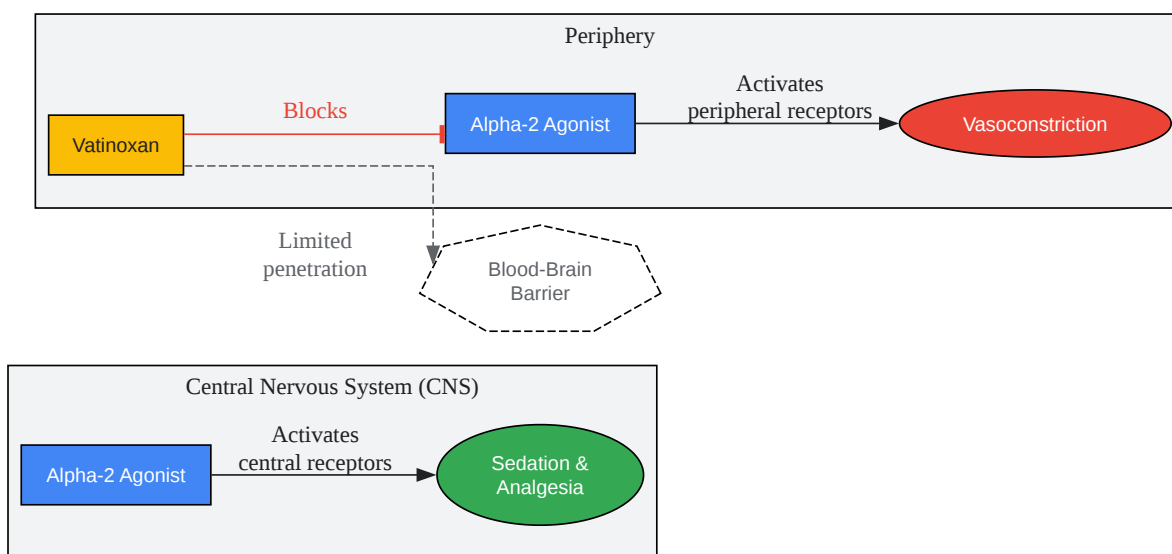 Periphery
Vatinoxan
Blocks
Alpha-2 Agonist
Activates
peripheral receptors
Vasoconstriction
Limited
penetration
Blood-Brain
Barrier
Central Nervous System (CNS)
Alpha-2 Agonist
Activates
central receptors
Sedation &
Analgesia